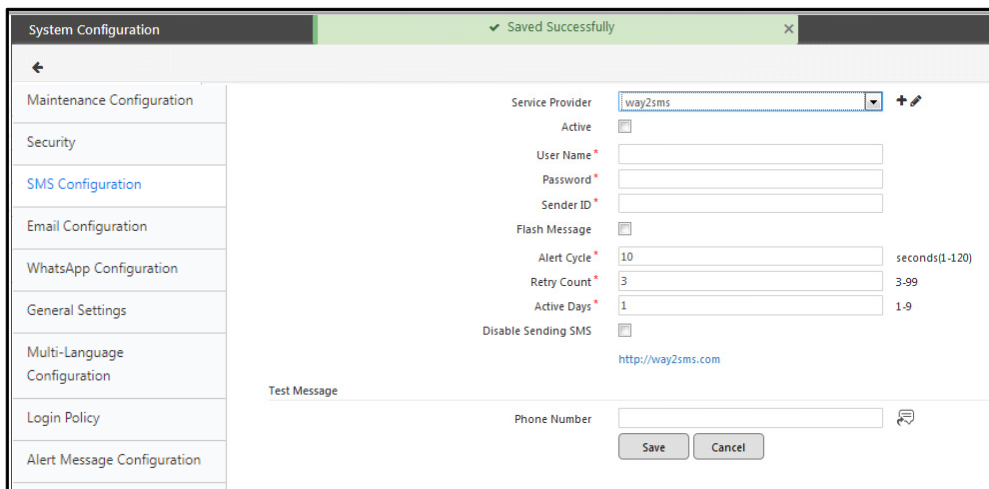 System Configuration
✔ Saved Successfully ×
Maintenance Configuration
Security
SMS Configuration
Email Configuration
WhatsApp Configuration
General Settings
Multi-Language
Configuration
Login Policy
Alert Message Configuration
Service Provider way2sms
Active
User Name*
Password*
Sender ID*
Flash Message
Alert Cycle* 10 seconds(1-120)
Retry Count* 3 3-99
Active Days* 1 1-9
Disable Sending SMS
http://way2sms.com
Test Message
Phone Number
Save Cancel